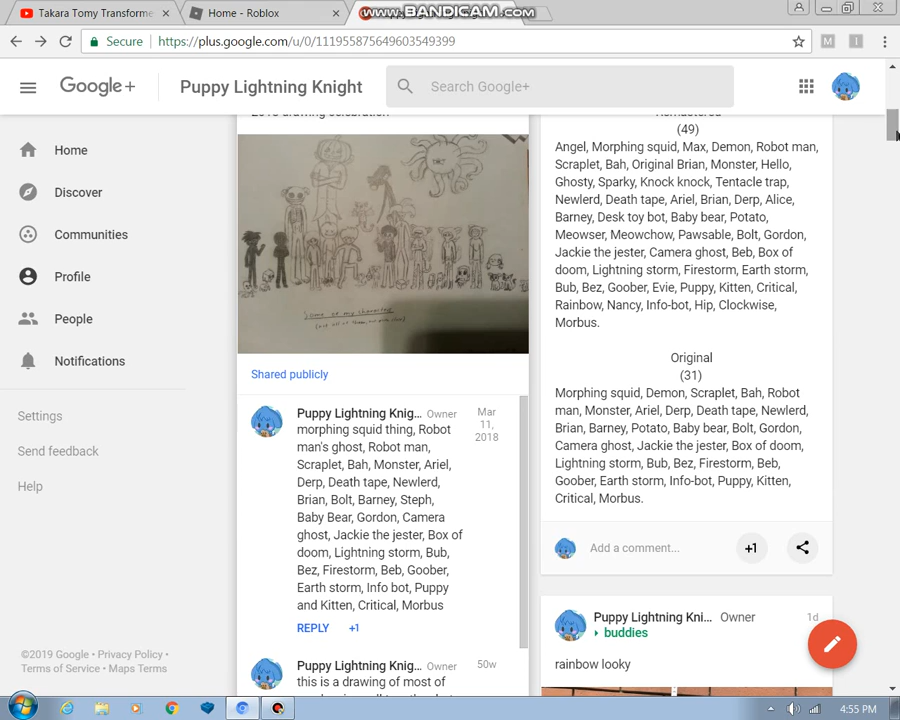 Takara Tomy Transforme
Home - Roblox
www.BANDICAM.com
Secure
https://plus.google.com/u/0/111955875649603549399
Google+
Puppy Lightning Knight
Search Google+
Home
Discover
Communities
Profile
People
Notifications
Settings
Send feedback
Help
©2019 Google • Privacy Policy •
Terms of Service • Maps Terms
2018 drawing celebration
some of my characters
Shared publicly
Puppy Lightning Knig... Owner
Mar
11,
2018
morphing squid thing, Robot
man's ghost, Robot man,
Scraplet, Bah, Monster, Ariel,
Derp, Death tape, Newlerd,
Brian, Bolt, Barney, Steph,
Baby Bear, Gordon, Camera
ghost, Jackie the jester, Box of
doom, Lightning storm, Bub,
Bez, Firestorm, Beb, Goober,
Earth storm, Info bot, Puppy
and Kitten, Critical, Morbus
REPLY +1
Puppy Lightning Knig... Owner
50w
this is a drawing of most of
Remastered
(49)
Angel, Morphing squid, Max, Demon, Robot man,
Scraplet, Bah, Original Brian, Monster, Hello,
Ghosty, Sparky, Knock knock, Tentacle trap,
Newlerd, Death tape, Ariel, Brian, Derp, Alice,
Barney, Desk toy bot, Baby bear, Potato,
Meowser, Meowchow, Pawsable, Bolt, Gordon,
Jackie the jester, Camera ghost, Beb, Box of
doom, Lightning storm, Firestorm, Earth storm,
Bub, Bez, Goober, Evie, Puppy, Kitten, Critical,
Rainbow, Nancy, Info-bot, Hip, Clockwise,
Morbus.
Original
(31)
Morphing squid, Demon, Scraplet, Bah, Robot
man, Monster, Ariel, Derp, Death tape, Newlerd,
Brian, Barney, Potato, Baby bear, Bolt, Gordon,
Camera ghost, Jackie the jester, Box of doom,
Lightning storm, Bub, Bez, Firestorm, Beb,
Goober, Earth storm, Info-bot, Puppy, Kitten,
Critical, Morbus.
Add a comment...
+1
Puppy Lightning Kni... Owner
1d
buddies
rainbow looky
4:55 PM